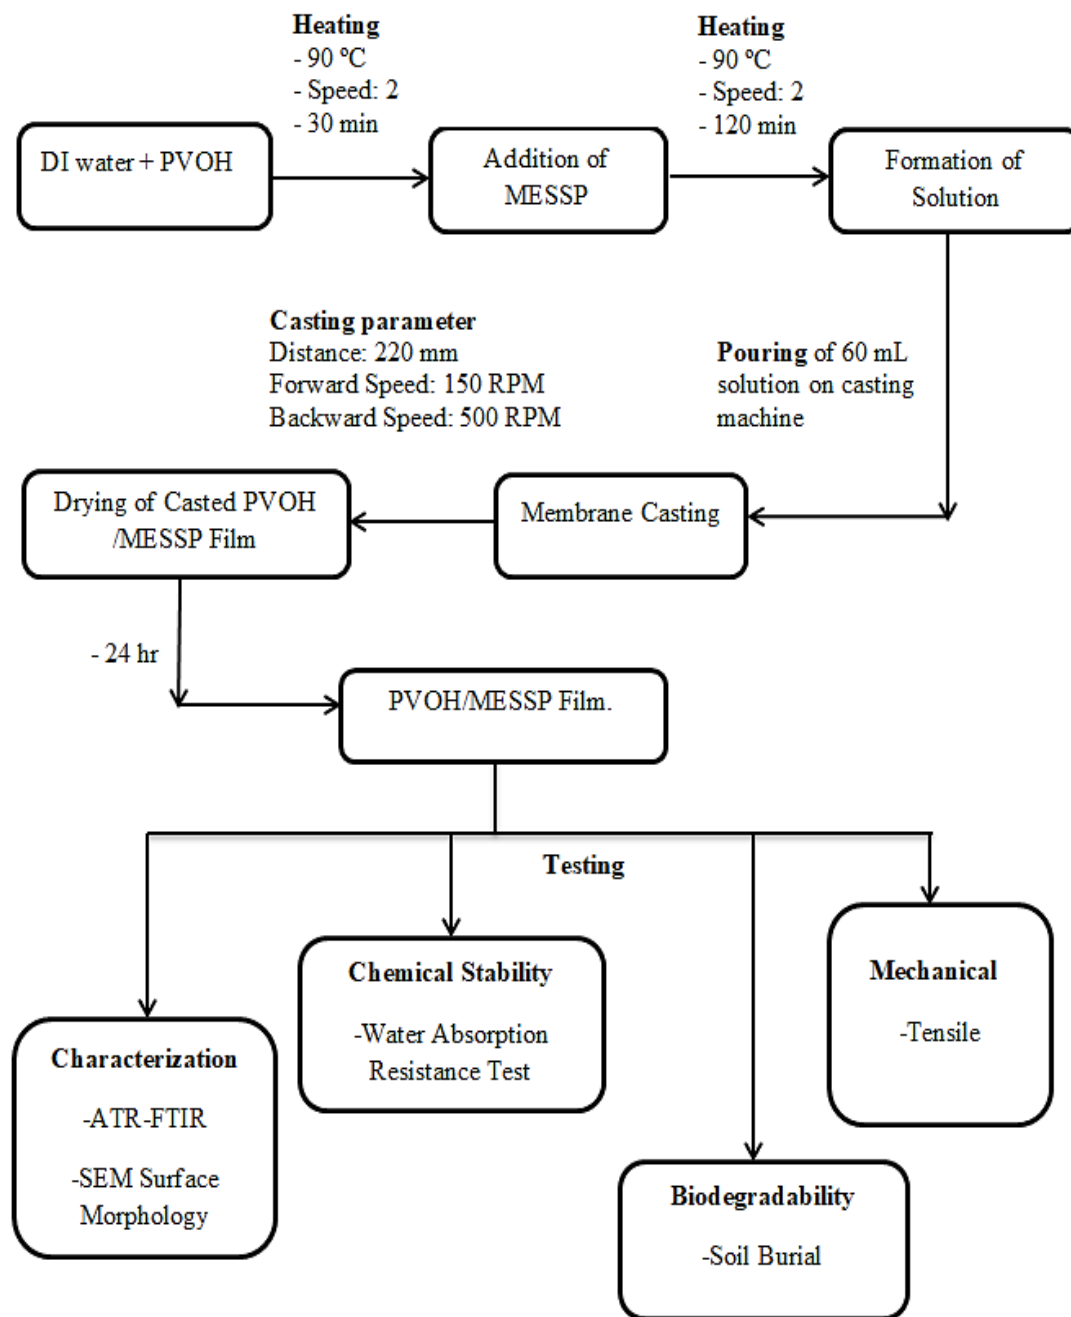 Heating
- 90 ºC
- Speed: 2
- 30 min
Heating
- 90 ºC
- Speed: 2
- 120 min
DI water + PVOH
Addition of
MESSP
Formation of
Solution
Casting parameter
Distance: 220 mm
Forward Speed: 150 RPM
Backward Speed: 500 RPM
Pouring of 60 mL
solution on casting
machine
Drying of Casted PVOH
/MESSP Film
Membrane Casting
- 24 hr
PVOH/MESSP Film.
Testing
Characterization
-ATR-FTIR
-SEM Surface
Morphology
Chemical Stability
-Water Absorption
Resistance Test
Biodegradability
-Soil Burial
Mechanical
-Tensile